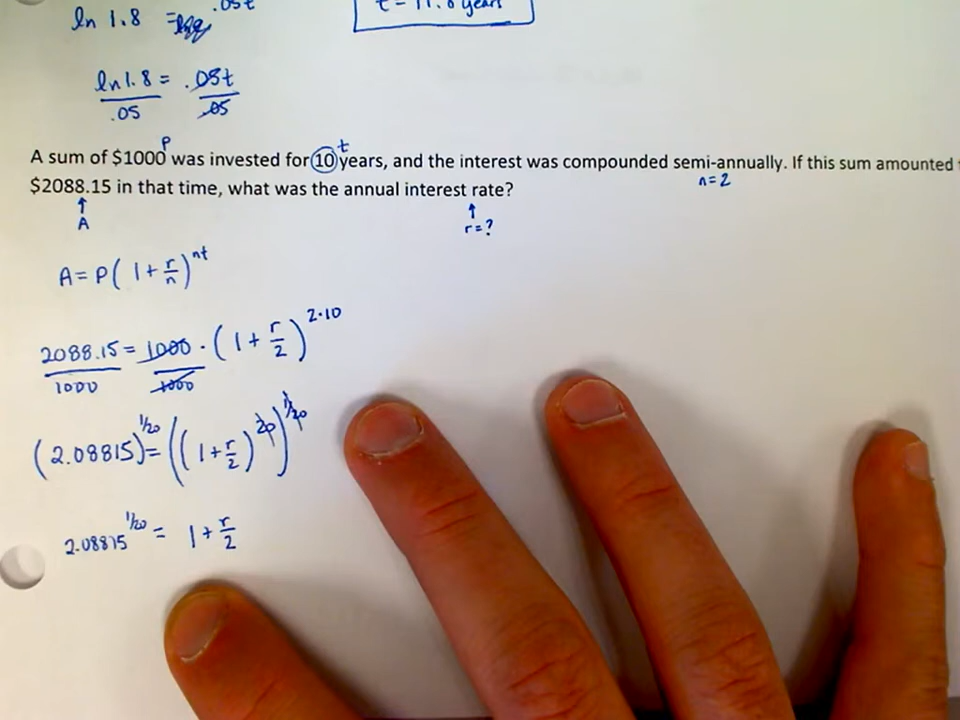 ln 1.8 = .05t
t = 11.8 years
ln 1.8 = .05t
.05 .05
P t
A sum of $1000 was invested for 10 years, and the interest was compounded semi-annually. If this sum amounted
n=2
$2088.15 in that time, what was the annual interest rate?
↑ ↑
A r=?
A = P(1 + r/n)^nt
2088.15 = 1000 · (1 + r/2)^2·10
1000 1000
(2.08815)^1/20 = ((1 + r/2)^20)^1/20
2.08815^1/20 = 1 + r/2